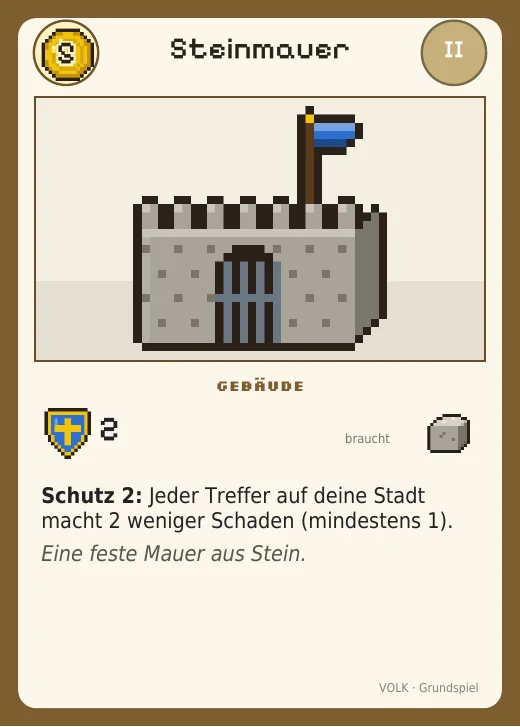 8
Steinmauer
II
GEBÄUDE
2
braucht
Schutz 2: Jeder Treffer auf deine Stadt
macht 2 weniger Schaden (mindestens 1).
Eine feste Mauer aus Stein.
VOLK · Grundspiel